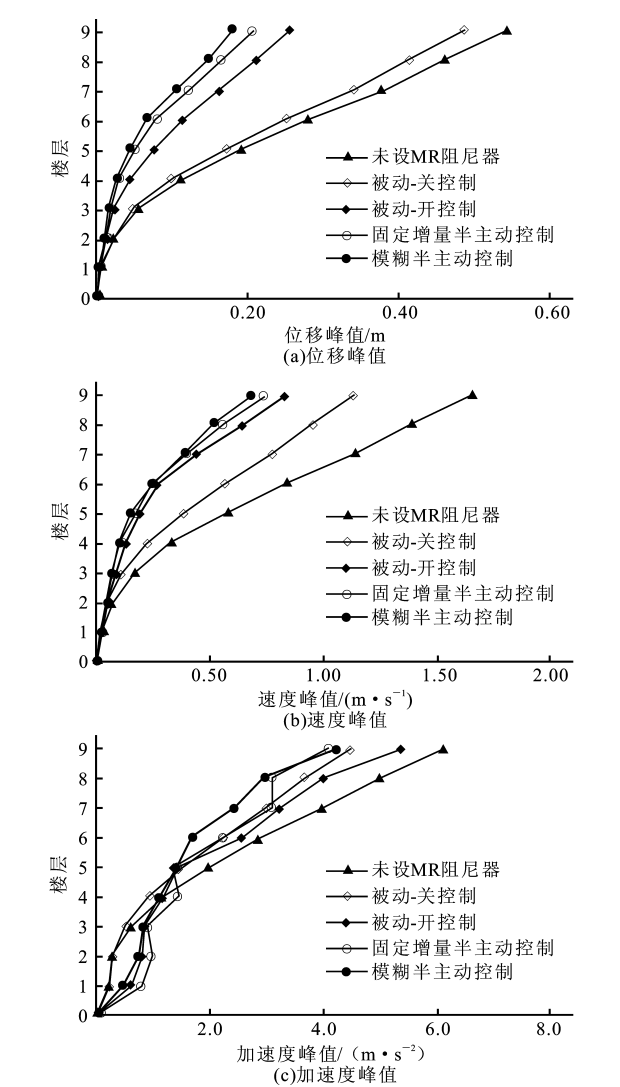 9
8
7
6
5
4
3
2
1
0
楼层
未设MR阻尼器
被动-关控制
被动-开控制
固定增量半主动控制
模糊半主动控制
0.20 0.40 0.60
位移峰值/m
(a)位移峰值
9
8
7
6
5
4
3
2
1
0
楼层
未设MR阻尼器
被动-关控制
被动-开控制
固定增量半主动控制
模糊半主动控制
0.50 1.00 1.50 2.00
速度峰值/(m·s⁻¹)
(b)速度峰值
9
8
7
6
5
4
3
2
1
0
楼层
未设MR阻尼器
被动-关控制
被动-开控制
固定增量半主动控制
模糊半主动控制
2.0 4.0 6.0 8.0
加速度峰值/（m·s⁻²）
(c)加速度峰值